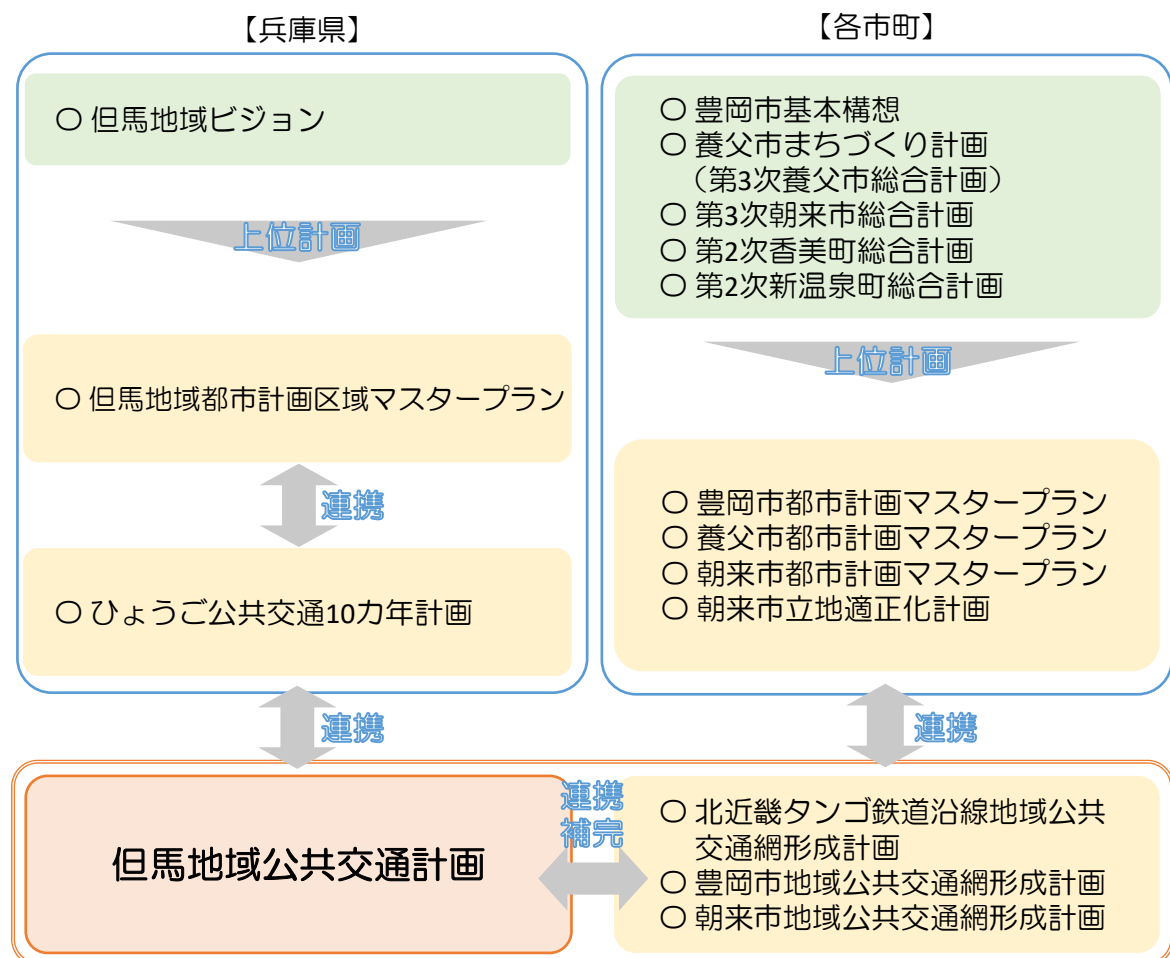 【兵庫県】
〇 但馬地域ビジョン
上位計画
〇 但馬地域都市計画区域マスタープラン
連携
〇 ひょうご公共交通10カ年計画
連携
【各市町】
〇 豊岡市基本構想
〇 養父市まちづくり計画
（第3次養父市総合計画）
〇 第3次朝来市総合計画
〇 第2次香美町総合計画
〇 第2次新温泉町総合計画
上位計画
〇 豊岡市都市計画マスタープラン
〇 養父市都市計画マスタープラン
〇 朝来市都市計画マスタープラン
〇 朝来市立地適正化計画
連携
但馬地域公共交通計画
連携
補完
〇 北近畿タンゴ鉄道沿線地域公共
交通網形成計画
〇 豊岡市地域公共交通網形成計画
〇 朝来市地域公共交通網形成計画